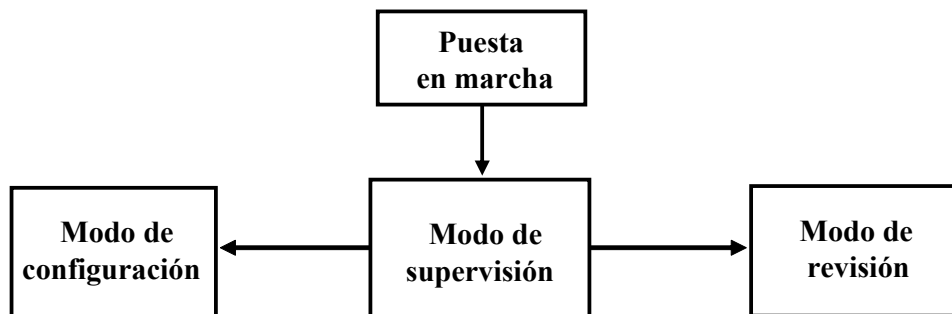 Puesta
en marcha
Modo de
configuración
Modo de
supervisión
Modo de
revisión